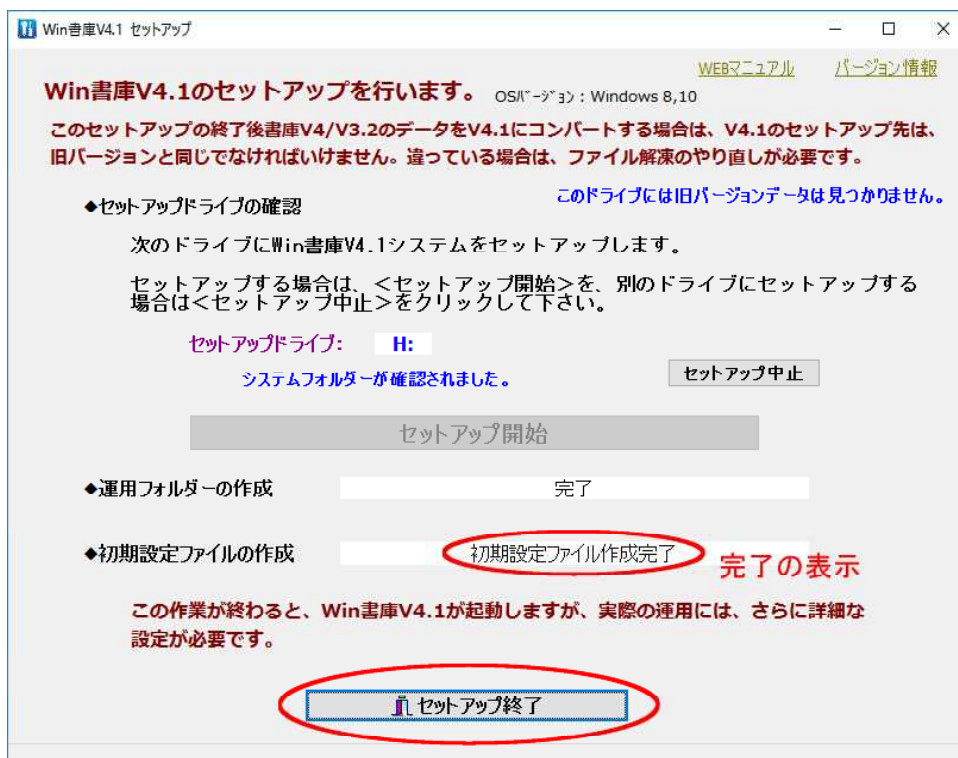 Win書庫V4.1 セットアップ
WEBマニュアル バージョン情報
Win書庫V4.1のセットアップを行います。 OSバージョン : Windows 8,10
このセットアップの終了後書庫V4/V3.2のデータをV4.1にコンバートする場合は、V4.1のセットアップ先は、
旧バージョンと同じでなければいけません。違っている場合は、ファイル解凍のやり直しが必要です。
このドライブには旧バージョンデータは見つかりません。
◆セットアップドライブの確認
次のドライブにWin書庫V4.1システムをセットアップします。
セットアップする場合は、＜セットアップ開始＞を、別のドライブにセットアップする
場合は＜セットアップ中止＞をクリックして下さい。
セットアップドライブ: H:
システムフォルダーが確認されました。
セットアップ中止
セットアップ開始
◆運用フォルダーの作成 完了
◆初期設定ファイルの作成 初期設定ファイル作成完了 完了の表示
この作業が終わると、Win書庫V4.1が起動しますが、実際の運用には、さらに詳細な
設定が必要です。
セットアップ終了